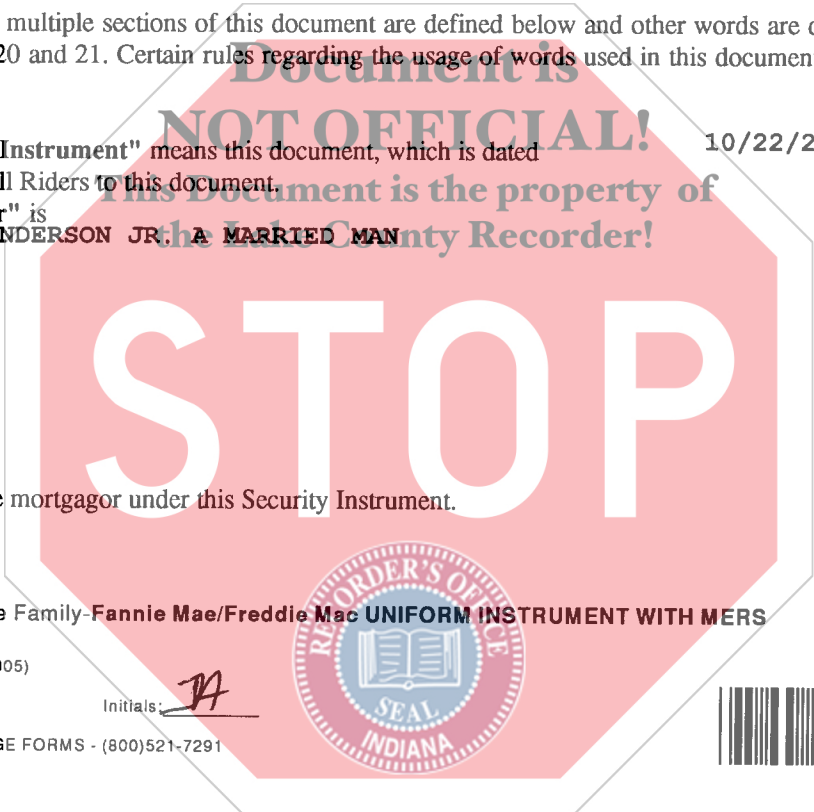 multiple sections of this document are defined below and other words are
20 and 21. Certain rules regarding the usage of words used in this document
Document is
NOT OFFICIAL!
Instrument" means this document, which is dated 10/22/2
ll Riders to this document.
This Document is the property of
r" is
NDERSON JR. A MARRIED MAN
the Lake County Recorder!
STOP
mortgagor under this Security Instrument.
RECORDER'S OFFICE
SEAL
INDIANA
e Family-Fannie Mae/Freddie Mac UNIFORM INSTRUMENT WITH MERS
005)
Initials: JA
GE FORMS - (800)521-7291